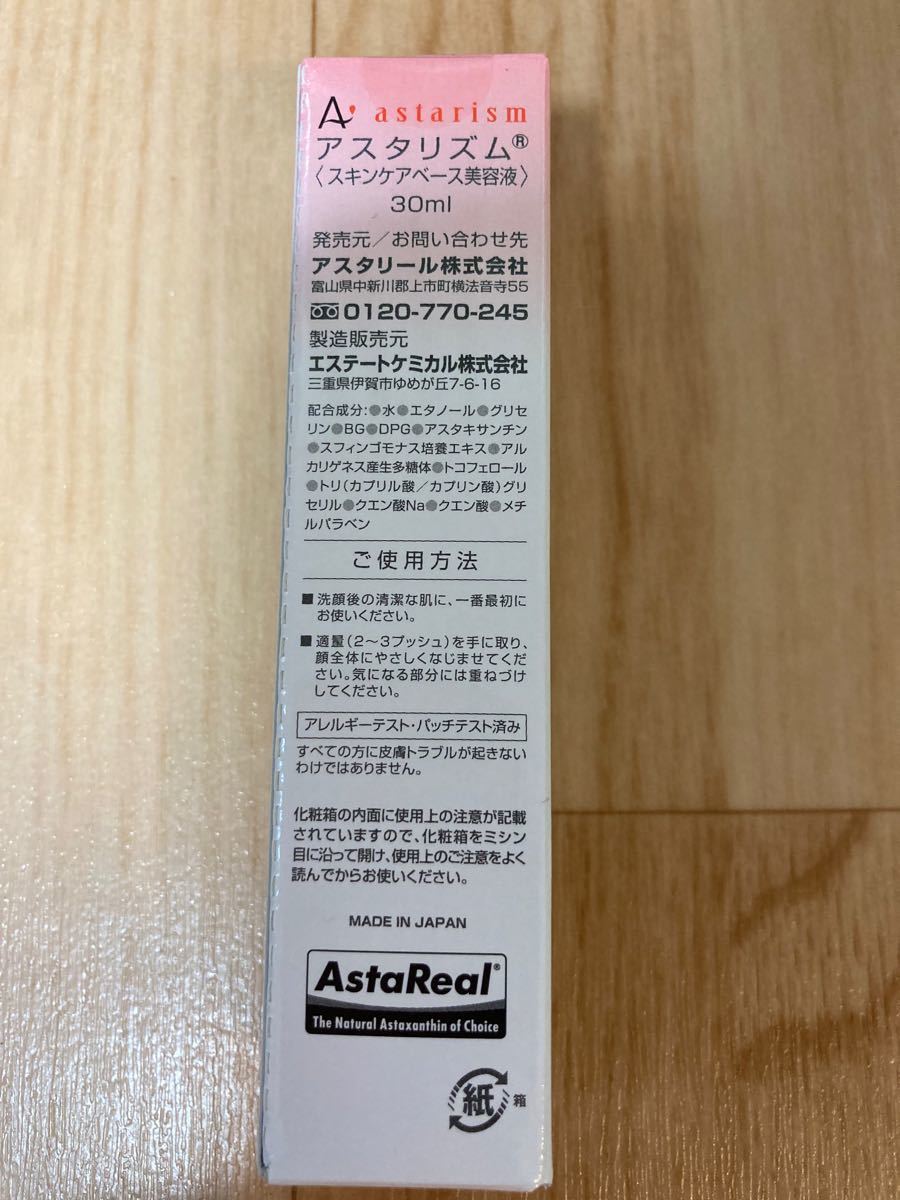 A astarism
アスタリズム®
〈スキンケアベース美容液〉
30ml
発売元／お問い合わせ先
アスタリール株式会社
富山県中新川郡上市町横法音寺55
0120-770-245
製造販売元
エステートケミカル株式会社
三重県伊賀市ゆめが丘7-6-16
配合成分:●水●エタノール●グリセ
リン●BG●DPG●アスタキサンチン
●スフィンゴモナス培養エキス●アル
カリゲネス産生多糖体●トコフェロール
●トリ(カプリル酸／カプリン酸)グリ
セリル●クエン酸Na●クエン酸●メチ
ルパラベン
ご使用方法
■洗顔後の清潔な肌に、一番最初に
お使いください。
■適量(2〜3プッシュ)を手に取り、
顔全体にやさしくなじませてくだ
さい。気になる部分には重ねづけ
してください。
アレルギーテスト・パッチテスト済み
すべての方に皮膚トラブルが起きない
わけではありません。
化粧箱の内面に使用上の注意が記載
されていますので、化粧箱をミシン
目に沿って開け、使用上のご注意をよく
読んでからお使いください。
MADE IN JAPAN
AstaReal®
The Natural Astaxanthin of Choice
紙 箱